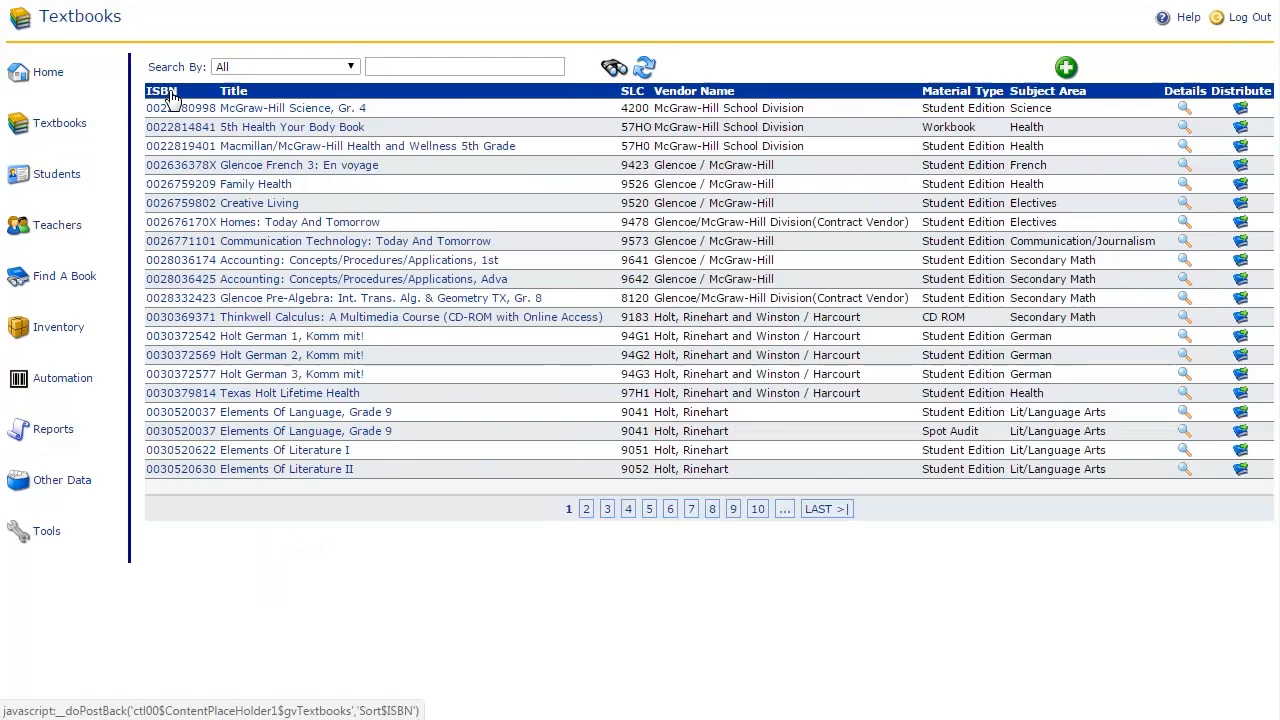 Textbooks
Help Log Out
Home
Textbooks
Students
Teachers
Find A Book
Inventory
Automation
Reports
Other Data
Tools
Search By: All
ISBN Title SLC Vendor Name Material Type Subject Area Details Distribute
McGraw-Hill Science, Gr. 4 4200 McGraw-Hill School Division Student Edition Science
0022814841 5th Health Your Body Book 57HO McGraw-Hill School Division Workbook Health
0022819401 Macmillan/McGraw-Hill Health and Wellness 5th Grade 57H0 McGraw-Hill School Division Student Edition Health
002636378X Glencoe French 3: En voyage 9423 Glencoe / McGraw-Hill Student Edition French
0026759209 Family Health 9526 Glencoe / McGraw-Hill Student Edition Health
0026759802 Creative Living 9520 Glencoe / McGraw-Hill Student Edition Electives
002676170X Homes: Today And Tomorrow 9478 Glencoe/McGraw-Hill Division(Contract Vendor) Student Edition Electives
0026771101 Communication Technology: Today And Tomorrow 9573 Glencoe / McGraw-Hill Student Edition Communication/Journalism
0028036174 Accounting: Concepts/Procedures/Applications, 1st 9641 Glencoe / McGraw-Hill Student Edition Secondary Math
0028036425 Accounting: Concepts/Procedures/Applications, Adva 9642 Glencoe / McGraw-Hill Student Edition Secondary Math
0028332423 Glencoe Pre-Algebra: Int. Trans. Alg. & Geometry TX, Gr. 8 8120 Glencoe/McGraw-Hill Division(Contract Vendor) Student Edition Secondary Math
0030369371 Thinkwell Calculus: A Multimedia Course (CD-ROM with Online Access) 9183 Holt, Rinehart and Winston / Harcourt CD ROM Secondary Math
0030372542 Holt German 1, Komm mit! 94G1 Holt, Rinehart and Winston / Harcourt Student Edition German
0030372569 Holt German 2, Komm mit! 94G2 Holt, Rinehart and Winston / Harcourt Student Edition German
0030372577 Holt German 3, Komm mit! 94G3 Holt, Rinehart and Winston / Harcourt Student Edition German
0030379814 Texas Holt Lifetime Health 97H1 Holt, Rinehart and Winston / Harcourt Student Edition Health
0030520037 Elements Of Language, Grade 9 9041 Holt, Rinehart Student Edition Lit/Language Arts
0030520037 Elements Of Language, Grade 9 9041 Holt, Rinehart Spot Audit Lit/Language Arts
0030520622 Elements Of Literature I 9051 Holt, Rinehart Student Edition Lit/Language Arts
0030520630 Elements Of Literature II 9052 Holt, Rinehart Student Edition Lit/Language Arts
1 2 3 4 5 6 7 8 9 10 ... LAST >|
javascript:__doPostBack('ctl00$ContentPlaceHolder1$gvTextbooks','Sort$ISBN')